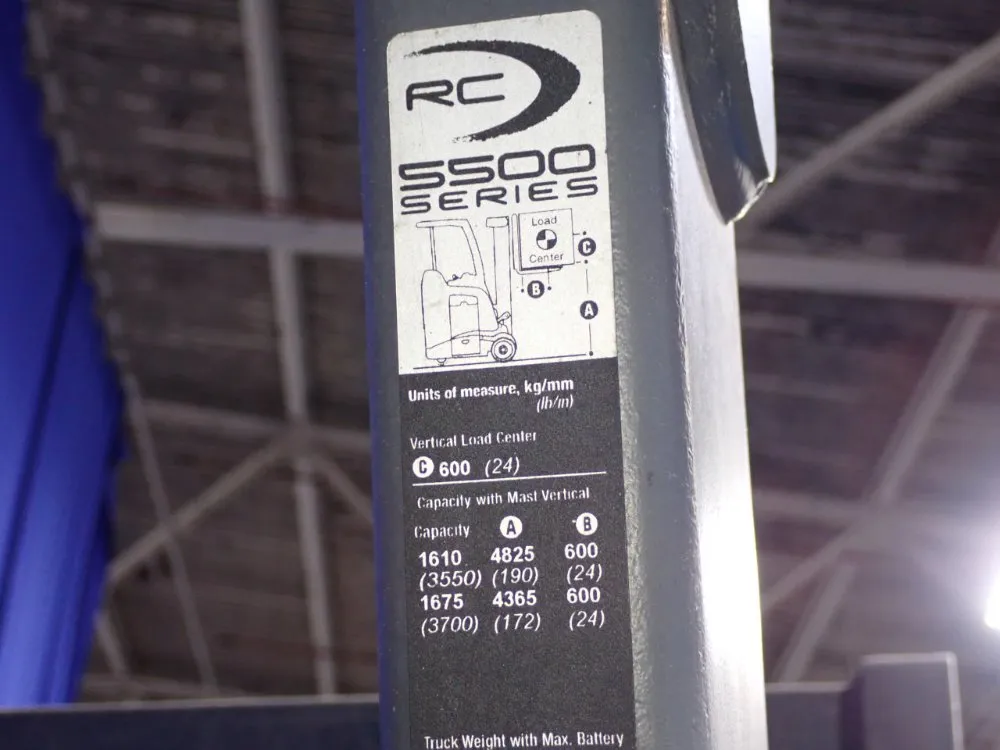 RC
5500
SERIES
Load
Center
C
B
A
Units of measure, kg/mm
(lb/in)
Vertical Load Center
C 600 (24)
Capacity with Mast Vertical
Capacity A B
1610 4825 600
(3550) (190) (24)
1675 4365 600
(3700) (172) (24)
Truck Weight with Max. Battery